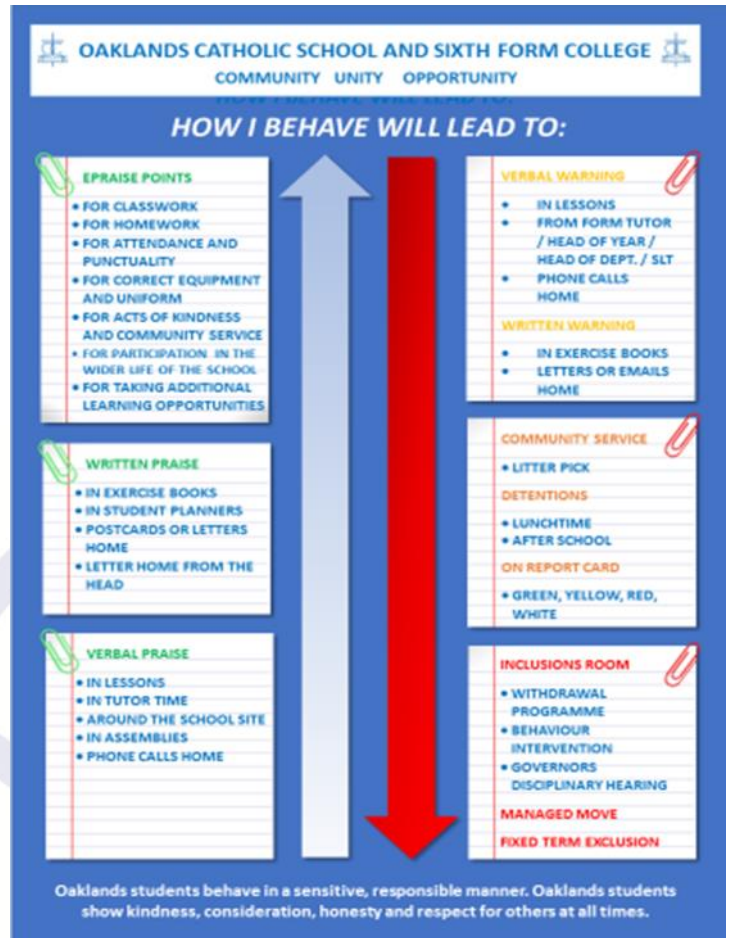 OAKLANDS CATHOLIC SCHOOL AND SIXTH FORM COLLEGE
COMMUNITY UNITY OPPORTUNITY
HOW I BEHAVE WILL LEAD TO:
HOW I BEHAVE WILL LEAD TO:
EPRAISE POINTS
• FOR CLASSWORK
• FOR HOMEWORK
• FOR ATTENDANCE AND
PUNCTUALITY
• FOR CORRECT EQUIPMENT
AND UNIFORM
• FOR ACTS OF KINDNESS
AND COMMUNITY SERVICE
• FOR PARTICIPATION IN THE
WIDER LIFE OF THE SCHOOL
• FOR TAKING ADDITIONAL
LEARNING OPPORTUNITIES
WRITTEN PRAISE
• IN EXERCISE BOOKS
• IN STUDENT PLANNERS
• POSTCARDS OR LETTERS
HOME
• LETTER HOME FROM THE
HEAD
VERBAL PRAISE
• IN LESSONS
• IN TUTOR TIME
• AROUND THE SCHOOL SITE
• IN ASSEMBLIES
• PHONE CALLS HOME
VERBAL WARNING
• IN LESSONS
• FROM FORM TUTOR
/ HEAD OF YEAR /
HEAD OF DEPT. / SLT
• PHONE CALLS
HOME
WRITTEN WARNING
• IN EXERCISE BOOKS
• LETTERS OR EMAILS
HOME
COMMUNITY SERVICE
• LITTER PICK
DETENTIONS
• LUNCHTIME
• AFTER SCHOOL
ON REPORT CARD
• GREEN, YELLOW, RED,
WHITE
INCLUSIONS ROOM
• WITHDRAWAL
PROGRAMME
• BEHAVIOUR
INTERVENTION
• GOVERNORS
DISCIPLINARY HEARING
MANAGED MOVE
FIXED TERM EXCLUSION
Oaklands students behave in a sensitive, responsible manner. Oaklands students
show kindness, consideration, honesty and respect for others at all times.